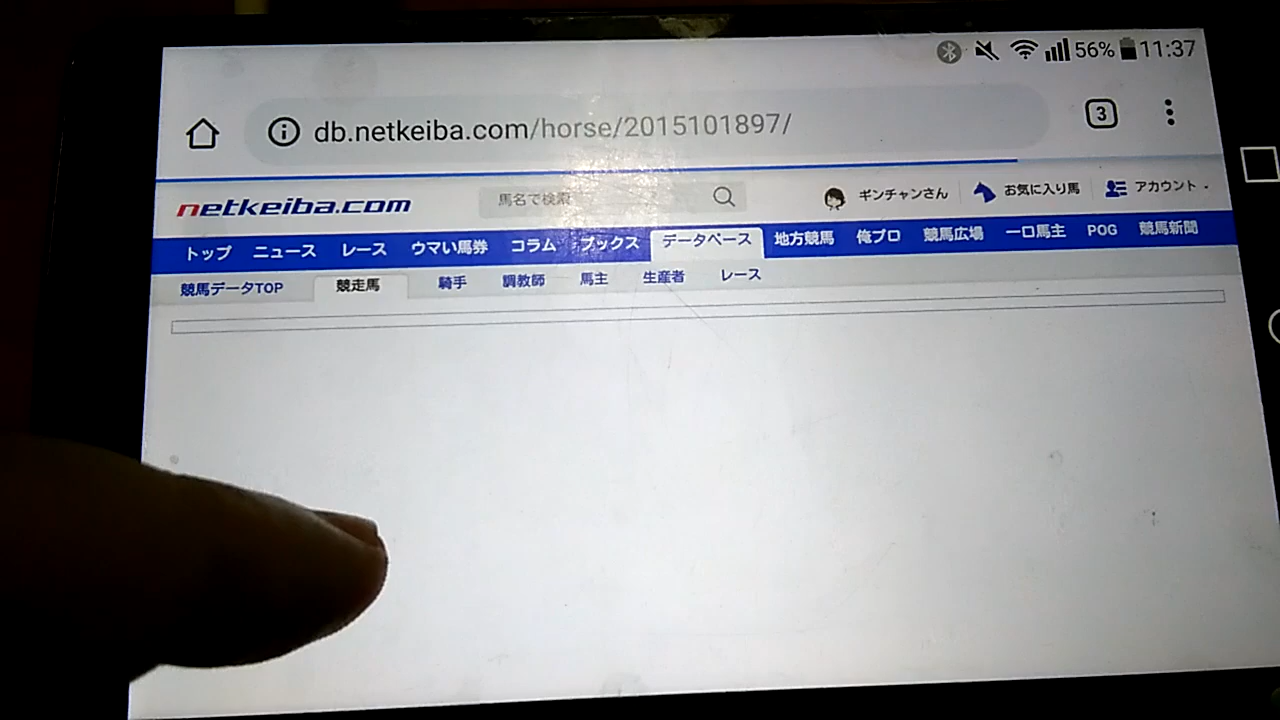 56% 11:37
db.netkeiba.com/horse/2015101897/ 3
netkeiba.com 馬名で検索 ギンチャンさん お気に入り馬 アカウント
トップ ニュース レース ウマい馬券 コラム ブックス データベース 地方競馬 俺プロ 競馬広場 一口馬主 POG 競馬新聞
競馬データTOP 競走馬 騎手 調教師 馬主 生産者 レース